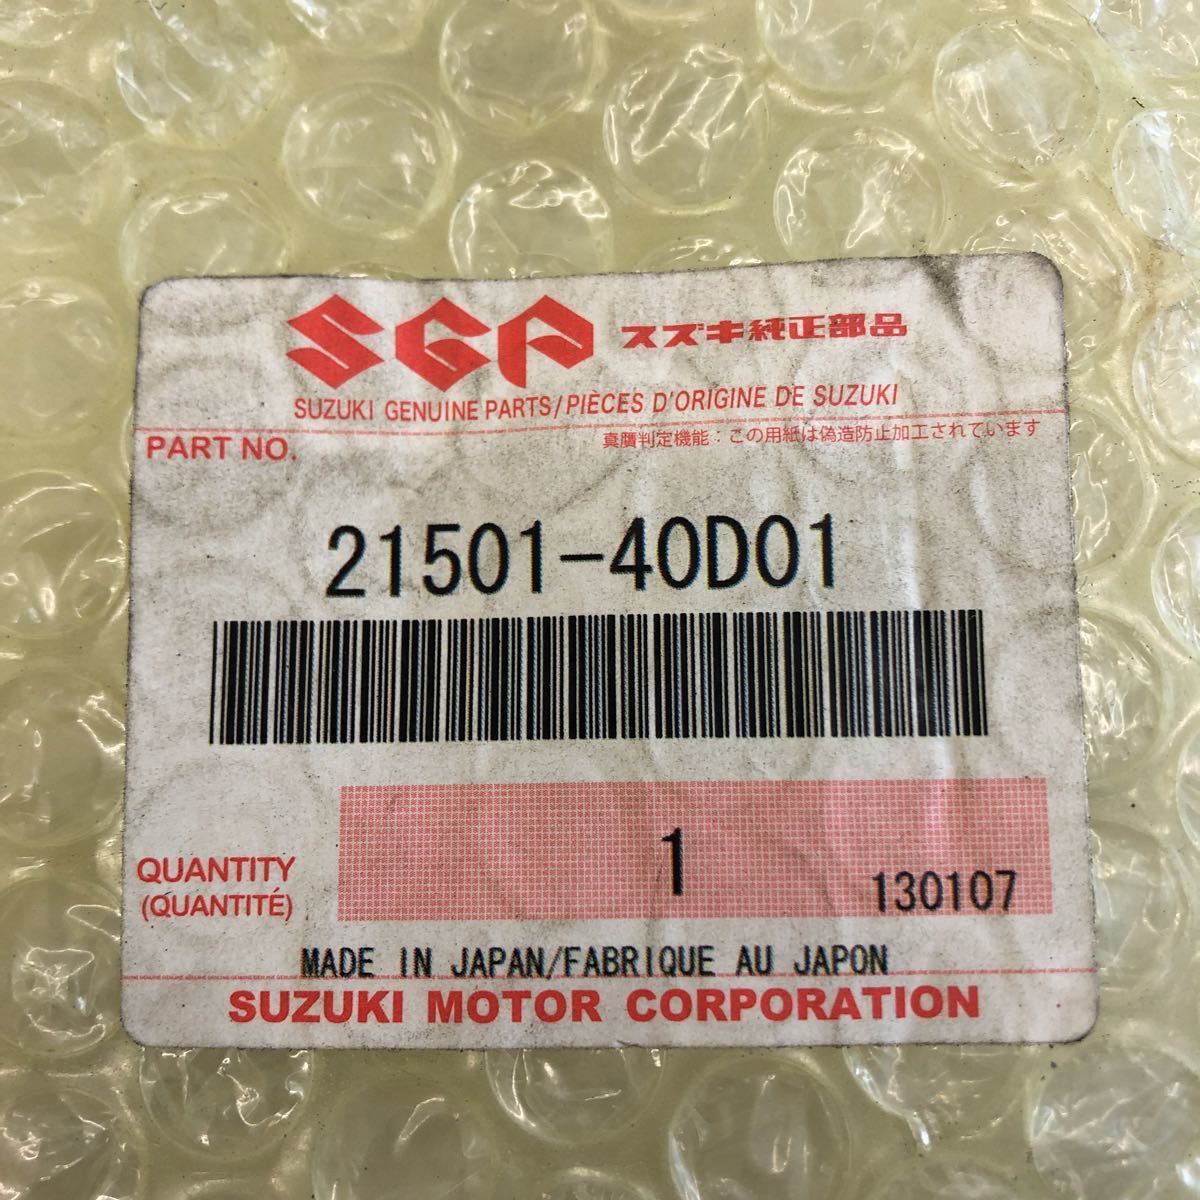 SGP スズキ純正部品
SUZUKI GENUINE PARTS/PIÈCES D'ORIGINE DE SUZUKI
PART NO.
真贋判定機能：この用紙は偽造防止加工されています
21501-40D01
QUANTITY
(QUANTITÉ)
1
130107
MADE IN JAPAN/FABRIQUE AU JAPON
SUZUKI MOTOR CORPORATION